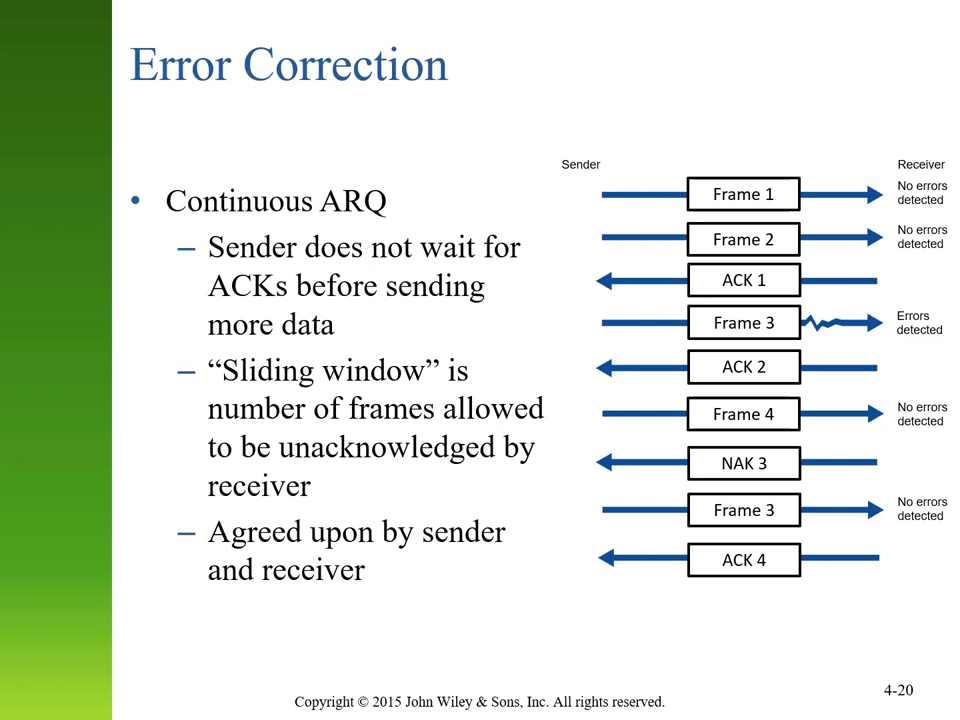 Error Correction
• Continuous ARQ
– Sender does not wait for
ACKs before sending
more data
– “Sliding window” is
number of frames allowed
to be unacknowledged by
receiver
– Agreed upon by sender
and receiver
Sender
Receiver
Frame 1
No errors
detected
Frame 2
No errors
detected
ACK 1
Frame 3
Errors
detected
ACK 2
Frame 4
No errors
detected
NAK 3
Frame 3
No errors
detected
ACK 4
Copyright © 2015 John Wiley & Sons, Inc. All rights reserved.
4-20